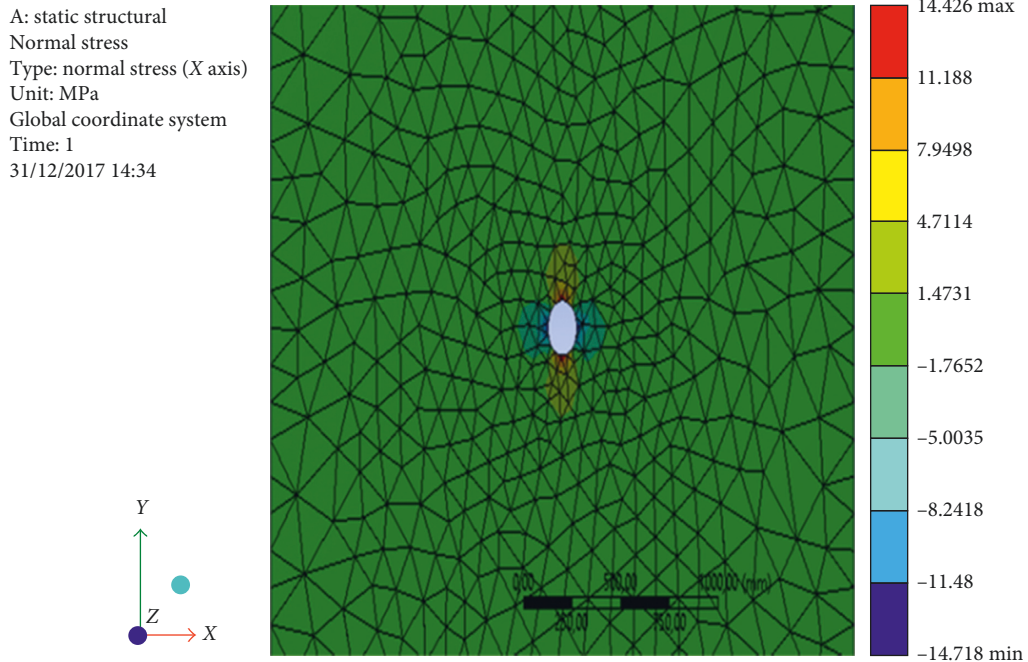 A: static structural
Normal stress
Type: normal stress (X axis)
Unit: MPa
Global coordinate system
Time: 1
31/12/2017 14:34
14.426 max
11.188
7.9498
4.7114
1.4731
–1.7652
–5.0035
–8.2418
–11.48
–14.718 min
Y
Z
X
0,00 500,00 1000,00 (mm)
250,00 750,00